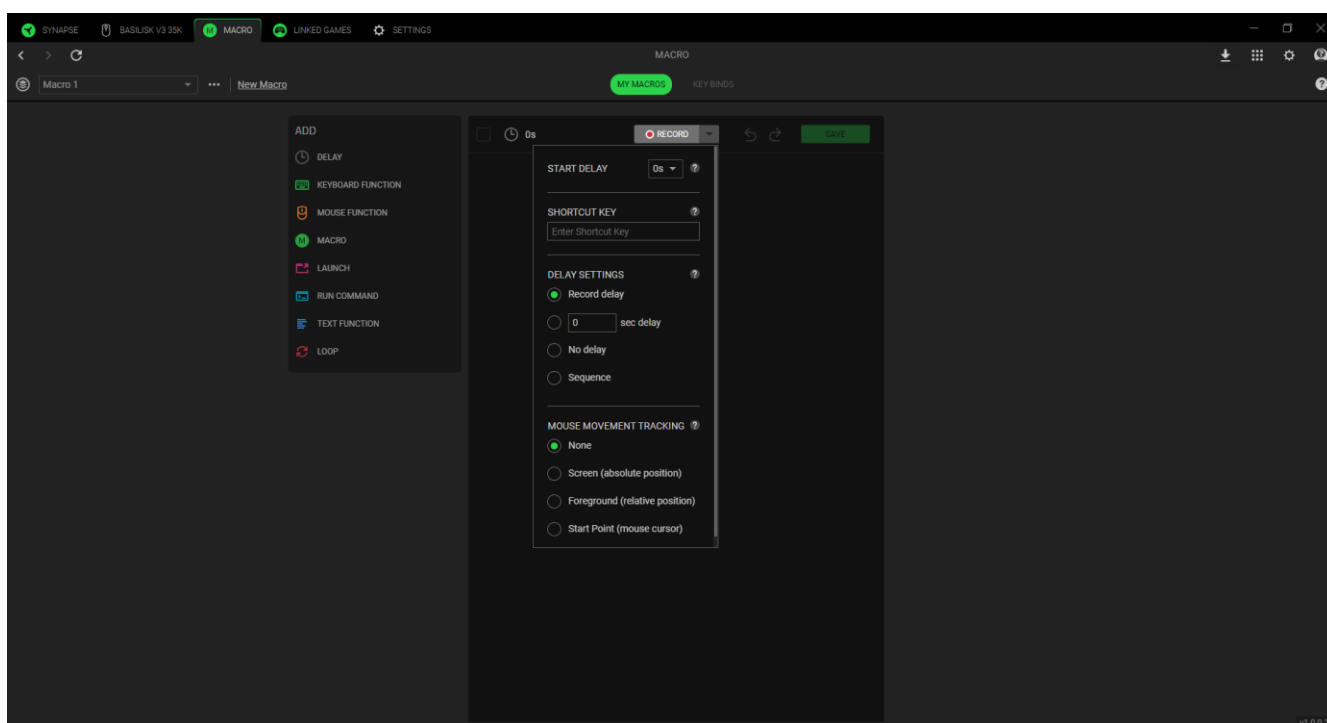 SYNAPSE BASILISK V3 35K M MACRO LINKED GAMES SETTINGS
MACRO
Macro 1 ••• New Macro MY MACROS KEY BINDS ?
ADD
DELAY
KEYBOARD FUNCTION
MOUSE FUNCTION
M MACRO
LAUNCH
RUN COMMAND
TEXT FUNCTION
LOOP
0s RECORD SAVE
START DELAY 0s ?
SHORTCUT KEY ?
Enter Shortcut Key
DELAY SETTINGS ?
Record delay
0 sec delay
No delay
Sequence
MOUSE MOVEMENT TRACKING ?
None
Screen (absolute position)
Foreground (relative position)
Start Point (mouse cursor)